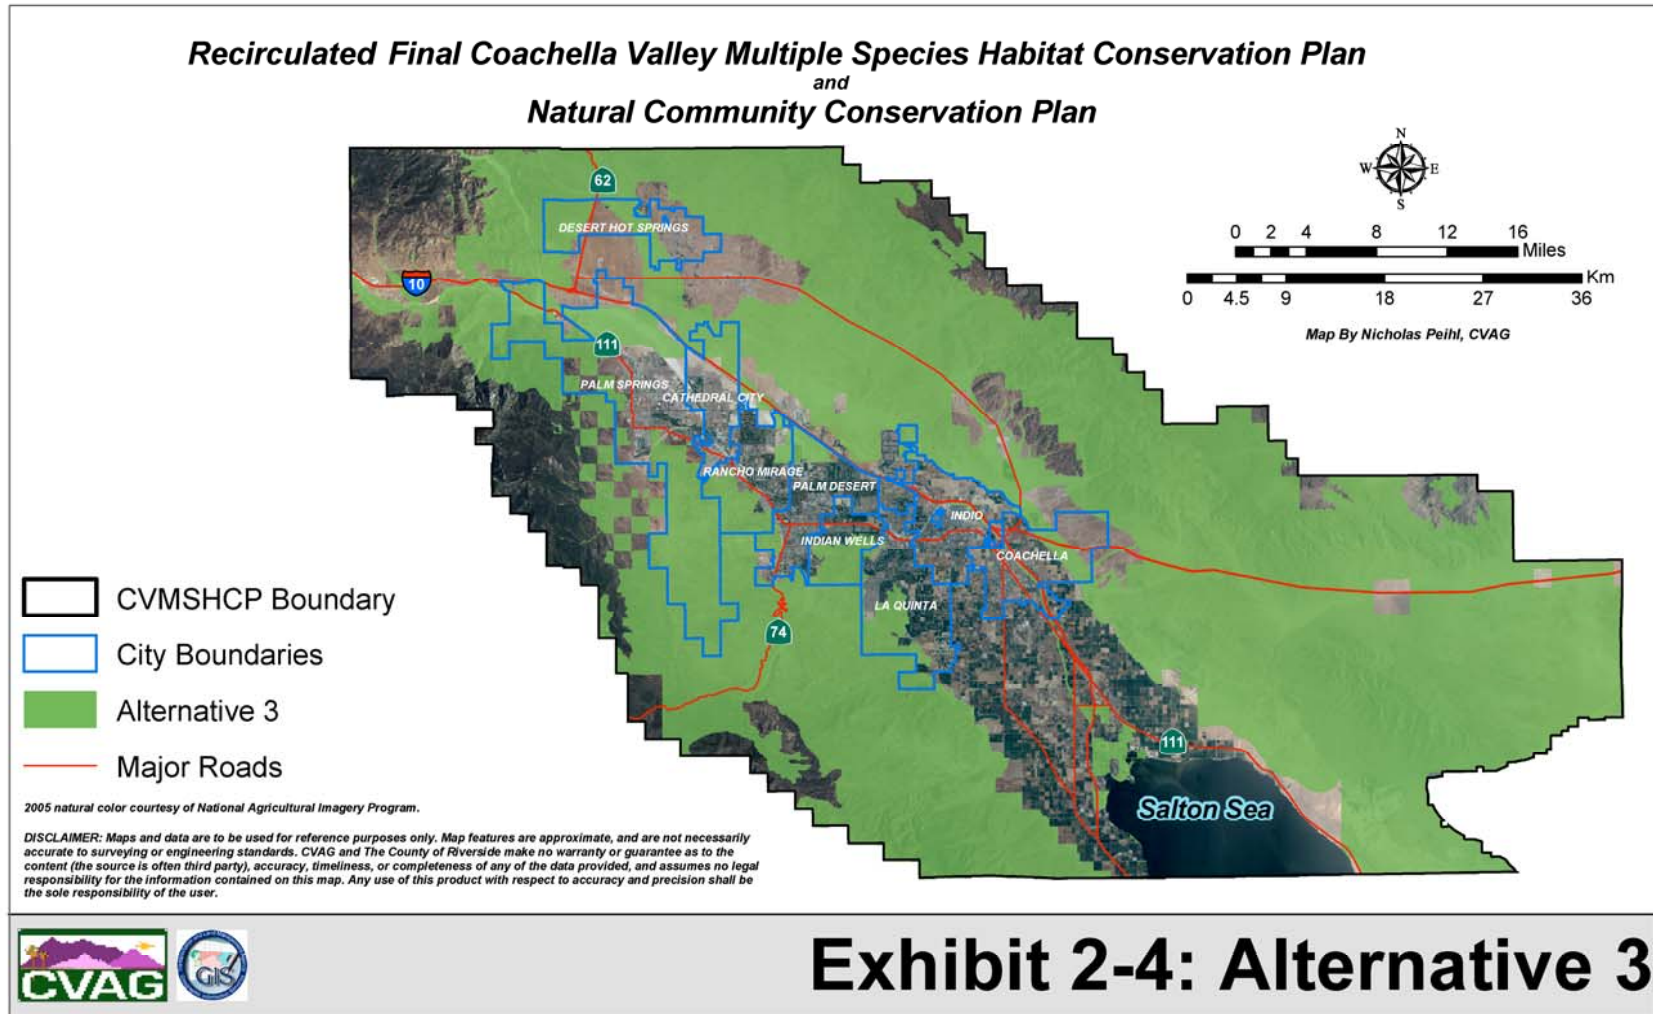 Recirculated Final Coachella Valley Multiple Species Habitat Conservation Plan
and
Natural Community Conservation Plan
N
W E
S
0 2 4 8 12 16
Miles
Km
0 4.5 9 18 27 36
Map By Nicholas Peihl, CVAG
62
DESERT HOT SPRINGS
10
111
PALM SPRINGS
CATHEDRAL CITY
RANCHO MIRAGE
PALM DESERT
INDIO
INDIAN WELLS
COACHELLA
LA QUINTA
74
111
Salton Sea
CVMSHCP Boundary
City Boundaries
Alternative 3
Major Roads
2005 natural color courtesy of National Agricultural Imagery Program.
DISCLAIMER: Maps and data are to be used for reference purposes only. Map features are approximate, and are not necessarily
accurate to surveying or engineering standards. CVAG and The County of Riverside make no warranty or guarantee as to the
content (the source is often third party), accuracy, timeliness, or completeness of any of the data provided, and assumes no legal
responsibility for the information contained on this map. Any use of this product with respect to accuracy and precision shall be
the sole responsibility of the user.
CVAG
GIS
Exhibit 2-4: Alternative 3